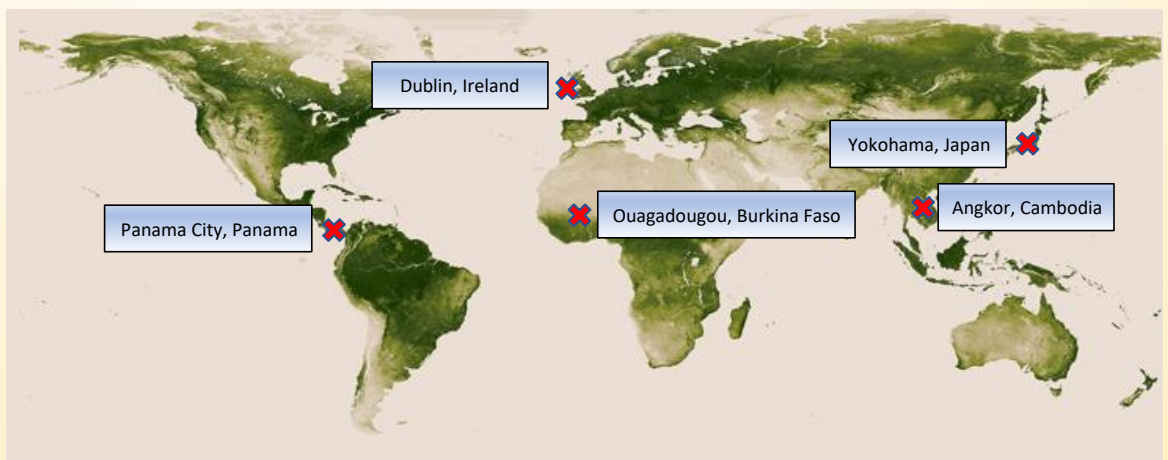 Dublin, Ireland
Yokohama, Japan
Angkor, Cambodia
Ouagadougou, Burkina Faso
Panama City, Panama